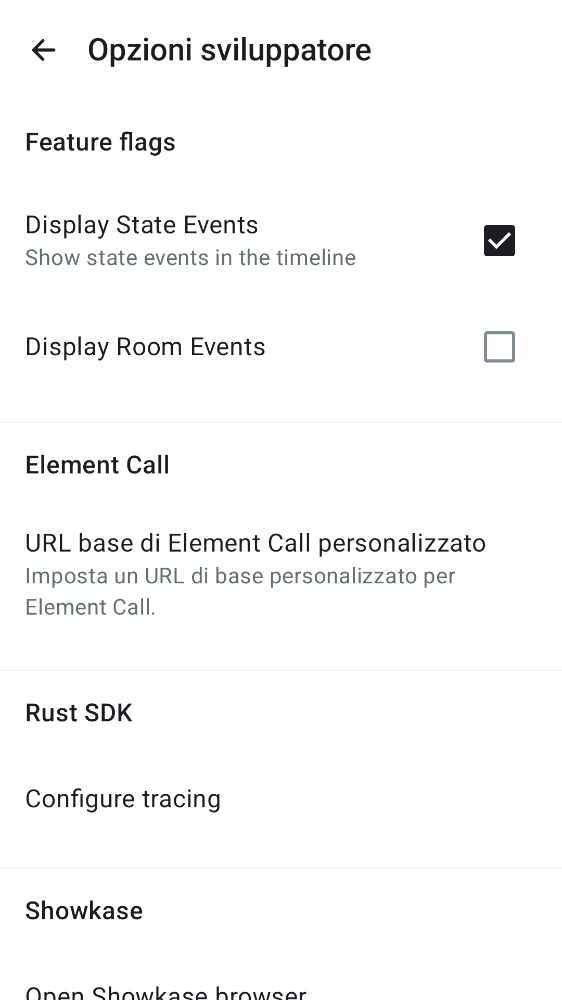 Opzioni sviluppatore
Feature flags
Display State Events
Show state events in the timeline
Display Room Events
Element Call
URL base di Element Call personalizzato
Imposta un URL di base personalizzato per
Element Call.
Rust SDK
Configure tracing
Showkase
Open Showkase browser